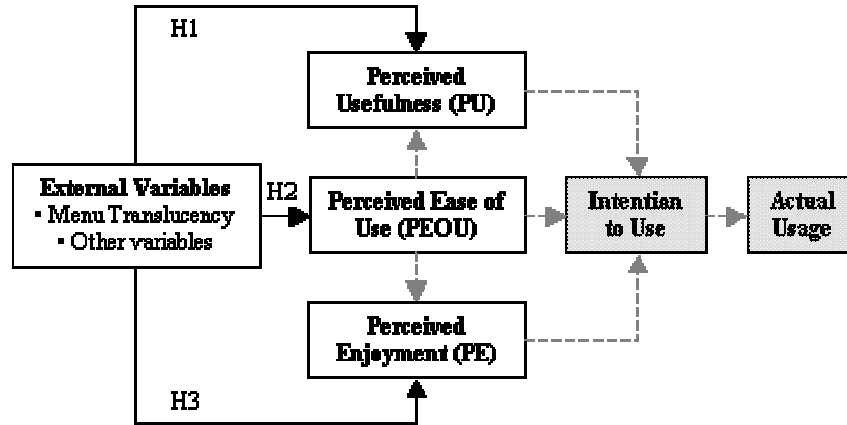 H1
Perceived
Usefulness (PU)
External Variables
▪ Menu Translucency
▪ Other variables
H2
Perceived Ease of
Use (PEOU)
Intention
to Use
Actual
Usage
Perceived
Enjoyment (PE)
H3